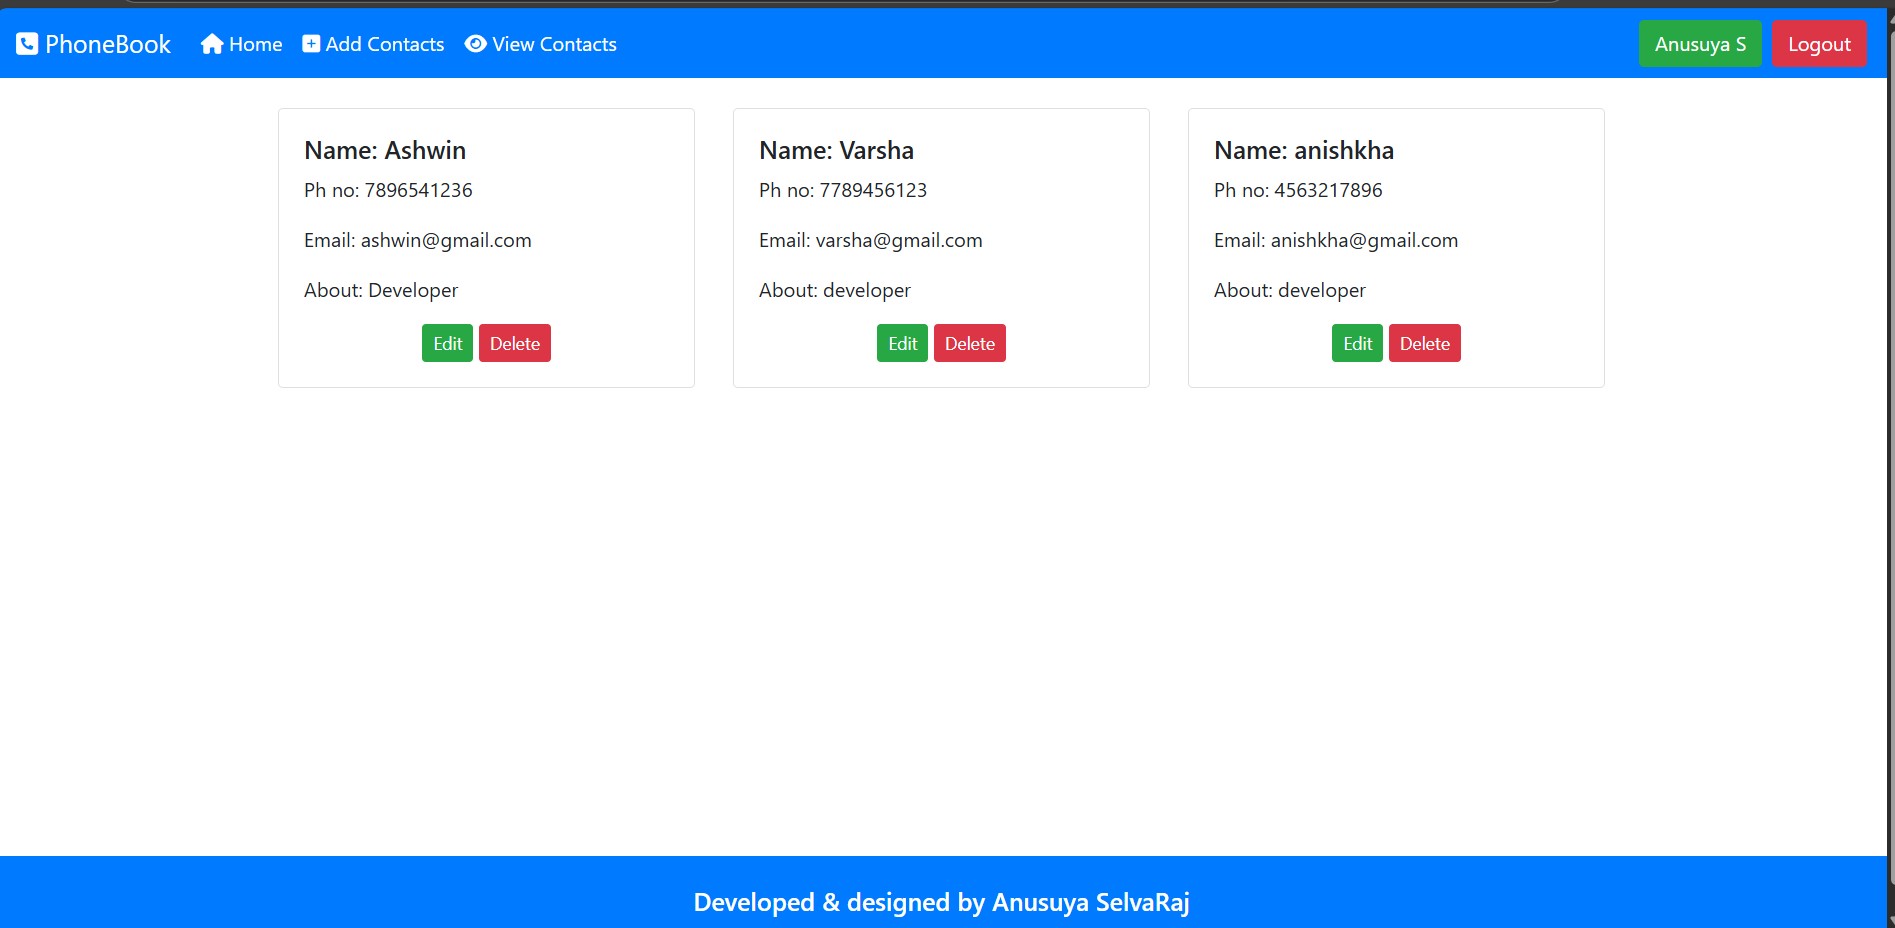 PhoneBook Home Add Contacts View Contacts Anusuya S Logout
Name: Ashwin
Ph no: 7896541236
Email: ashwin@gmail.com
About: Developer
Edit Delete
Name: Varsha
Ph no: 7789456123
Email: varsha@gmail.com
About: developer
Edit Delete
Name: anishkha
Ph no: 4563217896
Email: anishkha@gmail.com
About: developer
Edit Delete
Developed & designed by Anusuya SelvaRaj